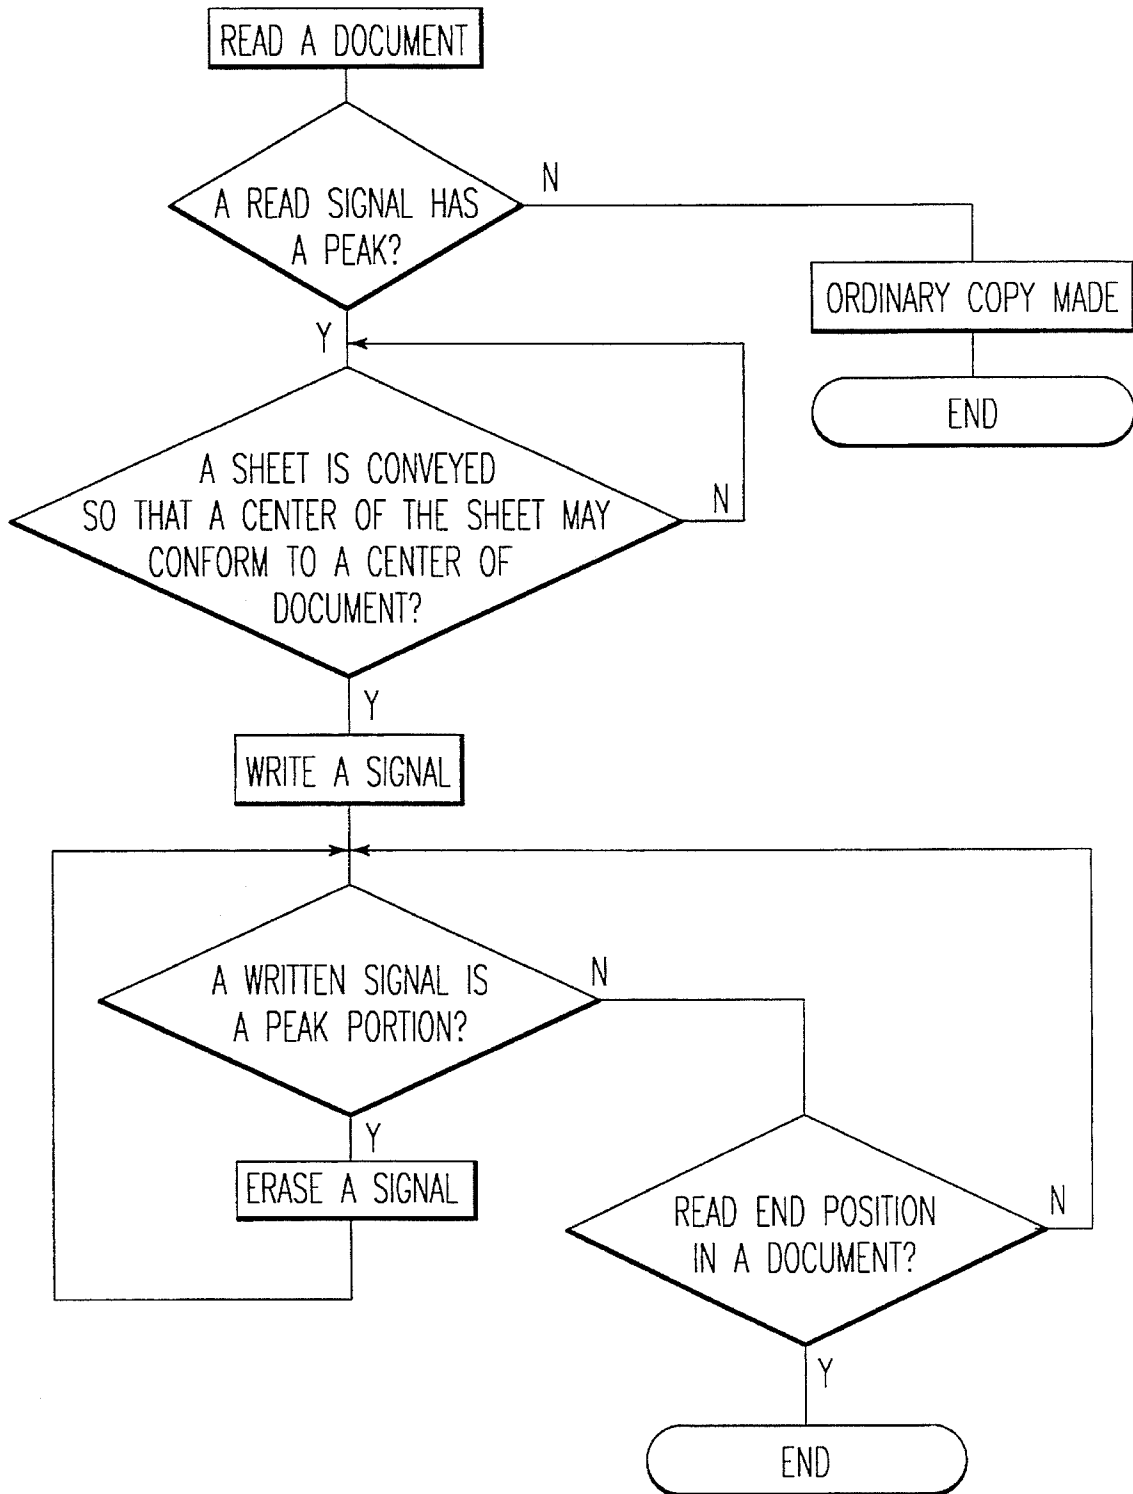 READ A DOCUMENT
A READ SIGNAL HAS
A PEAK?
N
Y
ORDINARY COPY MADE
END
A SHEET IS CONVEYED
SO THAT A CENTER OF THE SHEET MAY
CONFORM TO A CENTER OF
DOCUMENT?
N
Y
WRITE A SIGNAL
A WRITTEN SIGNAL IS
A PEAK PORTION?
N
Y
ERASE A SIGNAL
READ END POSITION
IN A DOCUMENT?
N
Y
END